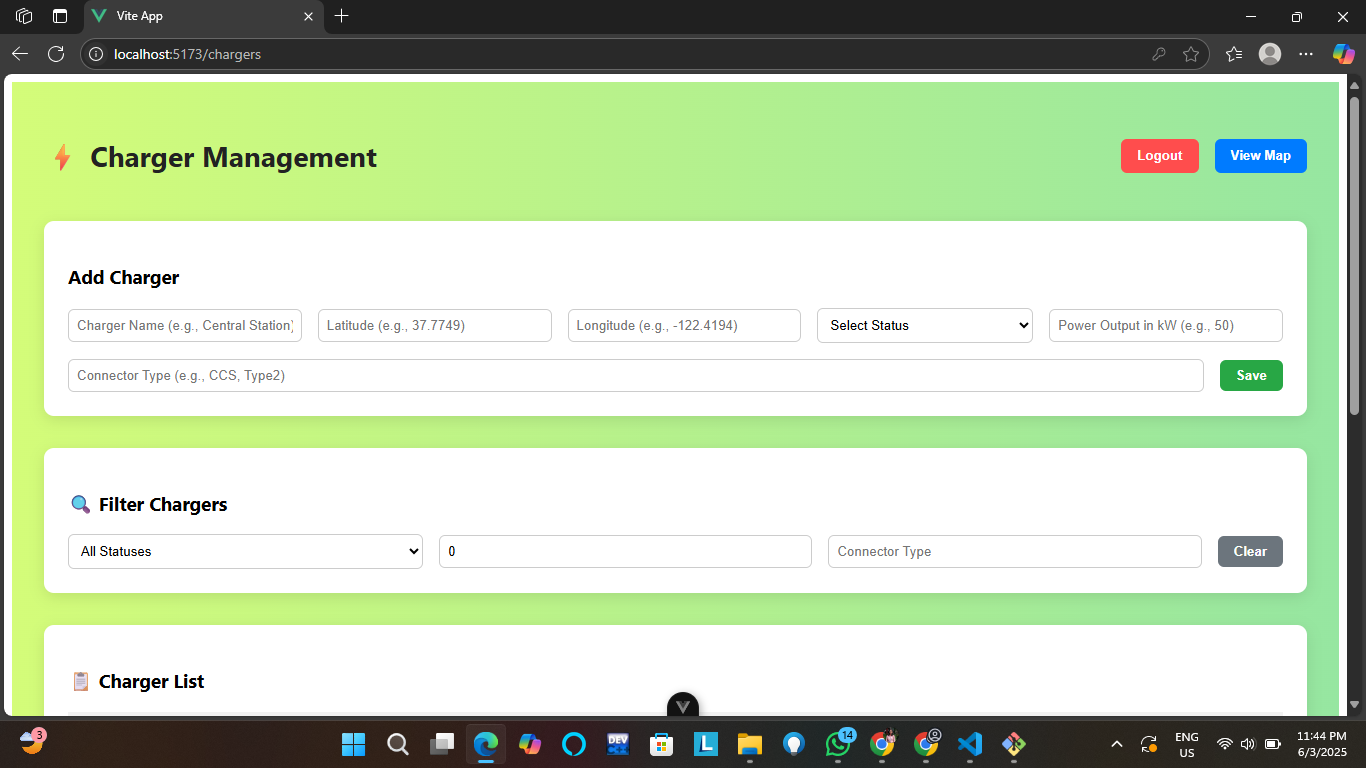 Vite App
localhost:5173/chargers
Charger Management
Logout
View Map
Add Charger
Charger Name (e.g., Central Station)
Latitude (e.g., 37.7749)
Longitude (e.g., -122.4194)
Select Status
Power Output in kW (e.g., 50)
Connector Type (e.g., CCS, Type2)
Save
Filter Chargers
All Statuses
0
Connector Type
Clear
Charger List
3
DEV
L
14
ENG
US
11:44 PM
6/3/2025